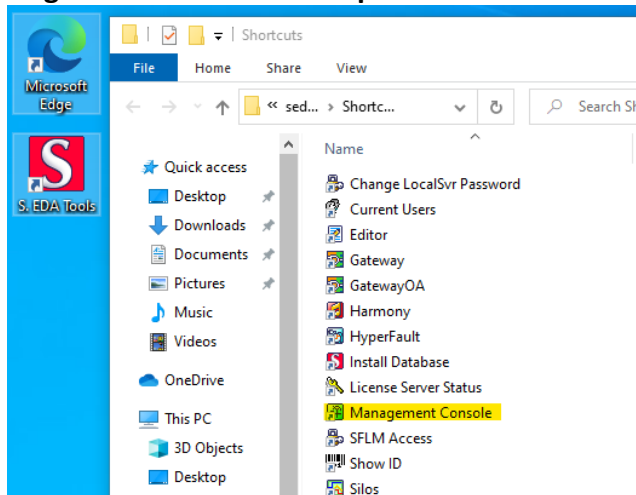 Microsoft
Edge
S
S. EDA Tools
Shortcuts
File Home Share View
« sed... › Shortc...
Search Sh
Name
Quick access
Desktop
Downloads
Documents
Pictures
Music
Videos
OneDrive
This PC
3D Objects
Desktop
Change LocalSvr Password
Current Users
Editor
Gateway
GatewayOA
Harmony
HyperFault
Install Database
License Server Status
Management Console
SFLM Access
Show ID
Silos